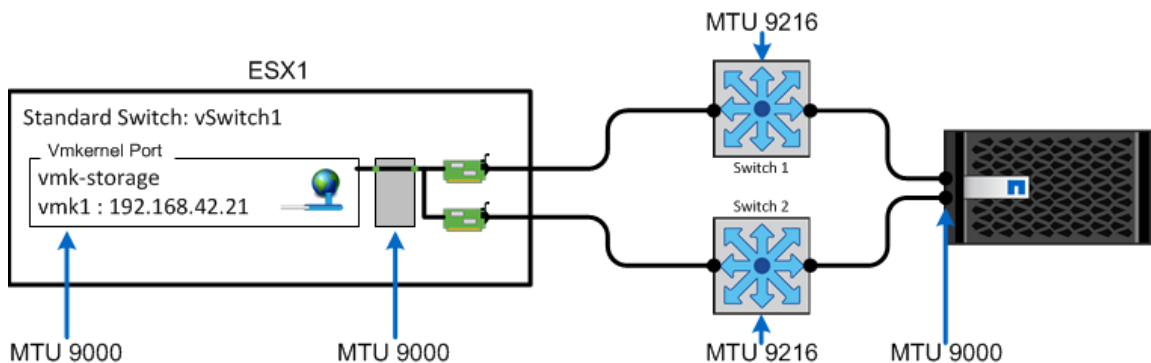 MTU 9216
ESX1
Standard Switch: vSwitch1
Vmkernel Port
vmk-storage
vmk1 : 192.168.42.21
Switch 1
Switch 2
MTU 9000
MTU 9000
MTU 9216
MTU 9000